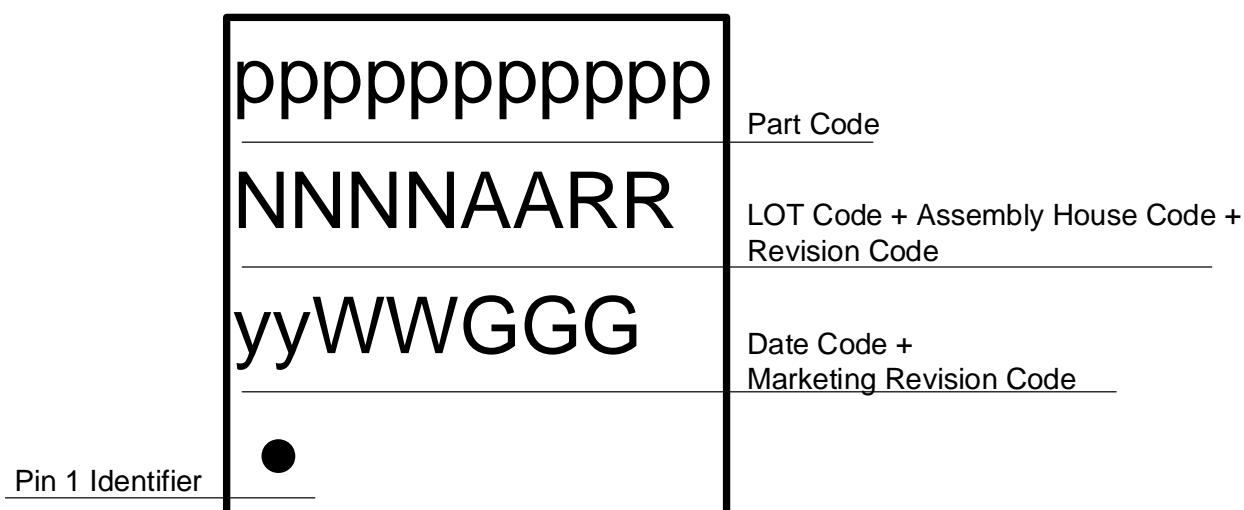 ppppppppppp
Part Code
NNNNAARR
LOT Code + Assembly House Code +
Revision Code
yyWWGGG
Date Code +
Marketing Revision Code
Pin 1 Identifier